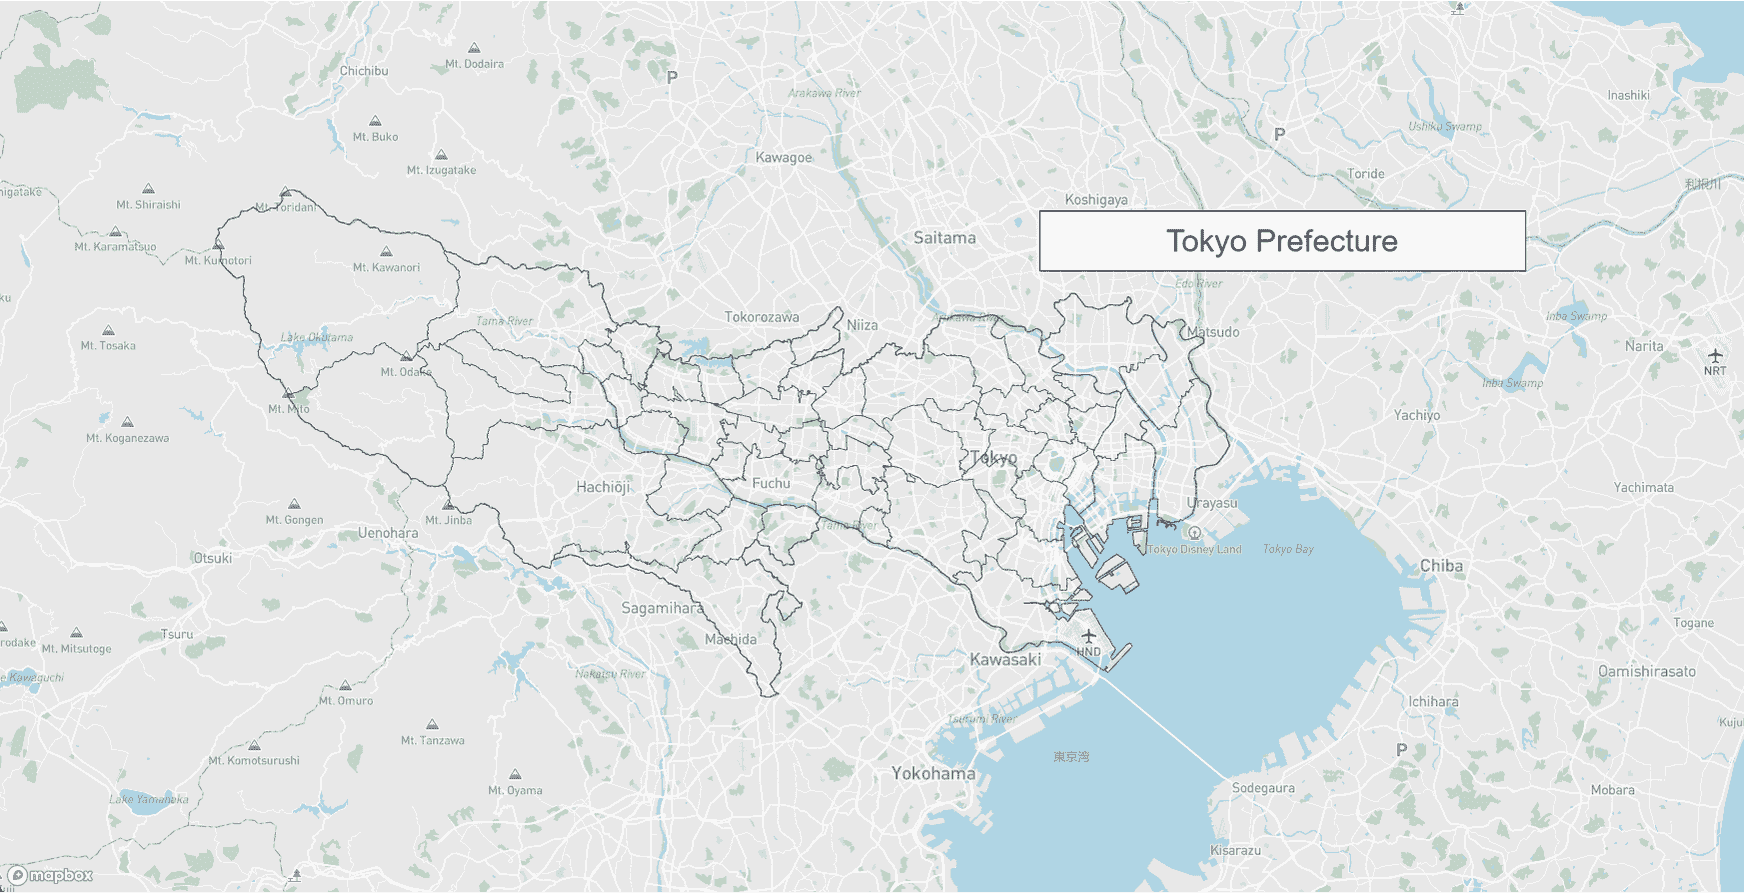 Inashiki
Mt. Dodaira
Chichibu
P
Arakawa River
Ushiku Swamp
Mt. Buko
P
Kawagoe
Mt. Izugatake
Toride
利根川
Mt. Shiraishi
Koshigaya
Mt. Toridani
Saitama
Tokyo Prefecture
Mt. Karamatsuo
Mt. Kumotori
Mt. Kawanori
Edo River
Tokorozawa
Niiza
Arakawa River
Inba Swamp
Tama River
Matsudo
Lake Okutama
Mt. Tosaka
Narita
NRT
Mt. Odake
Inba Swamp
Mt. Mito
Yachiyo
Mt. Koganezawa
Tokyo
Hachiōji
Fuchu
Yachimata
Urayasu
Mt. Gongen
Mt. Jinba
Tama River
Uenohara
Tokyo Disney Land
Tokyo Bay
Otsuki
Chiba
Sagamihara
Togane
Tsuru
Machida
Mt. Mitsutoge
HND
Kawasaki
Nakatsu River
Oamishirasato
Kawaguchi
Mt. Omuro
Ichihara
Tsurumi River
Mt. Tanzawa
P
東京湾
Mt. Komotsurushi
Yokohama
Sodegaura
Mt. Oyama
Mobara
Lake Yamanaka
Kisarazu
mapbox